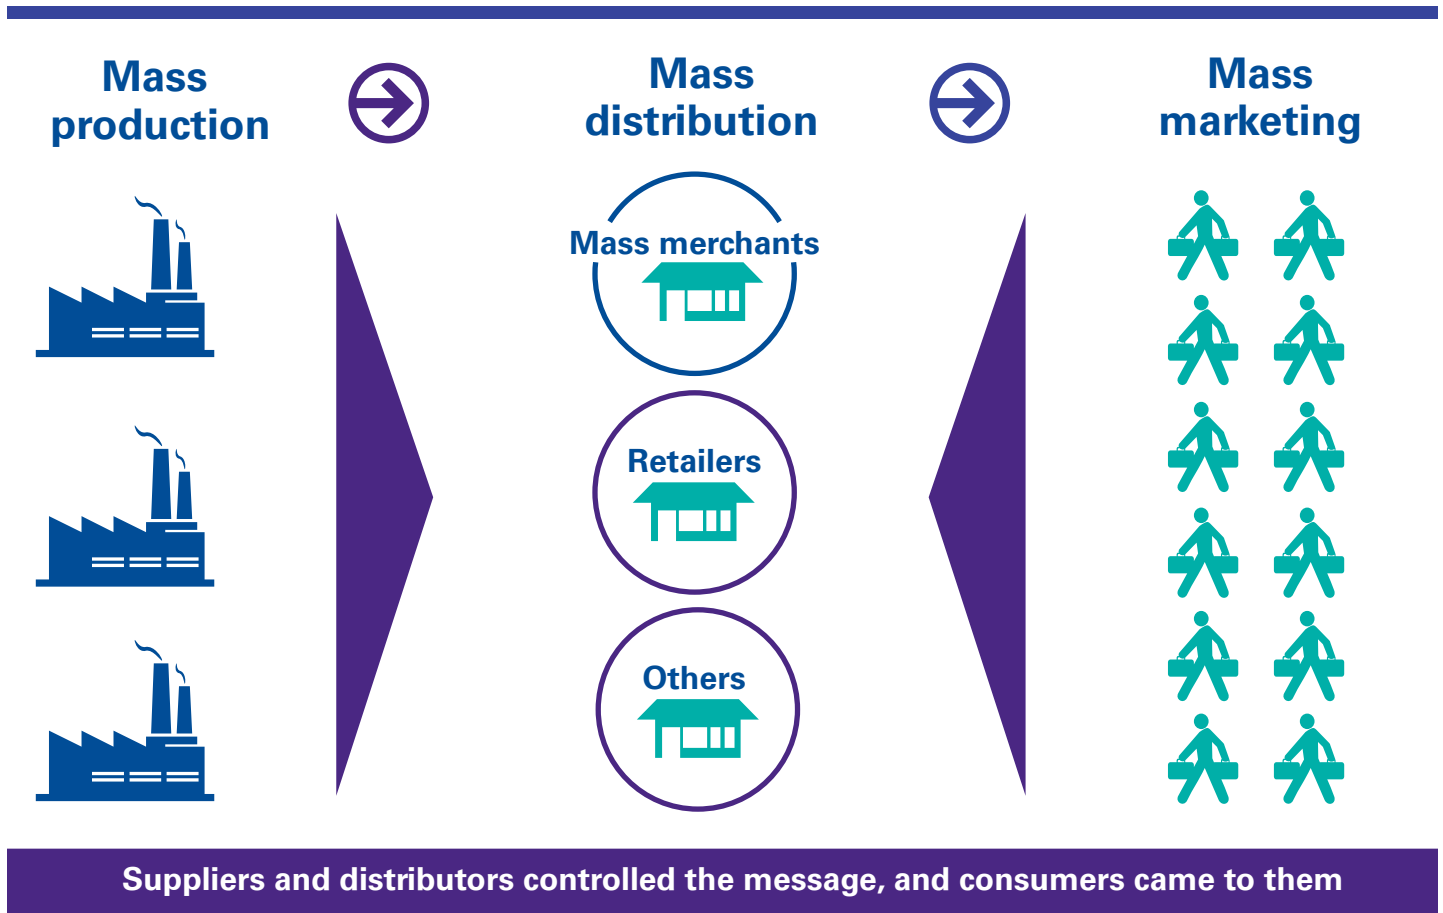 Mass
production
Mass
distribution
Mass
marketing
Mass merchants
Retailers
Others
Suppliers and distributors controlled the message, and consumers came to them